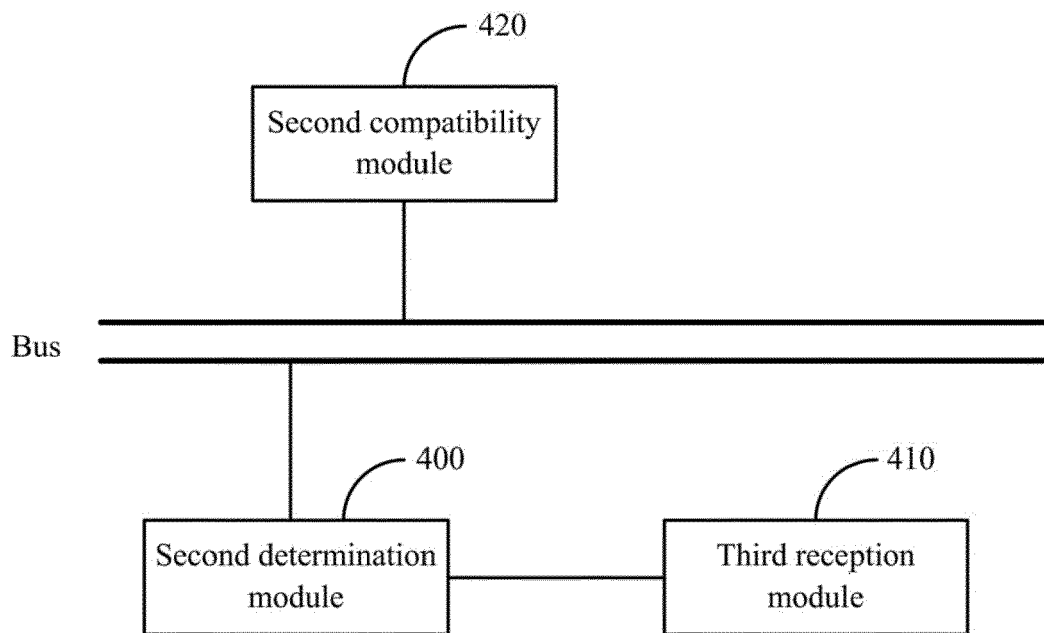 420
Second compatibility
module
Bus
400
410
Second determination
module
Third reception
module